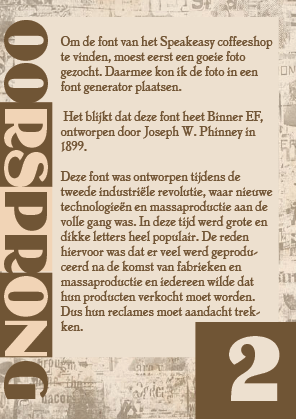 OORSPRONG
Om de font van het Speakeasy coffeeshop
te vinden, moest eerst een goeie foto
gezocht. Daarmee kon ik de foto in een
font generator plaatsen.
Het blijkt dat deze font heet Binner EF,
ontworpen door Joseph W. Phinney in
1899.
Deze font was ontworpen tijdens de
tweede industriële revolutie, waar nieuwe
technologieën en massaproductie aan de
volle gang was. In deze tijd werd grote en
dikke letters heel populair. De reden
hiervoor was dat er veel werd geprodu-
ceerd na de komst van fabrieken en
massaproductie en iedereen wilde dat
hun producten verkocht moet worden.
Dus hun reclames moet aandacht trek-
ken.
2